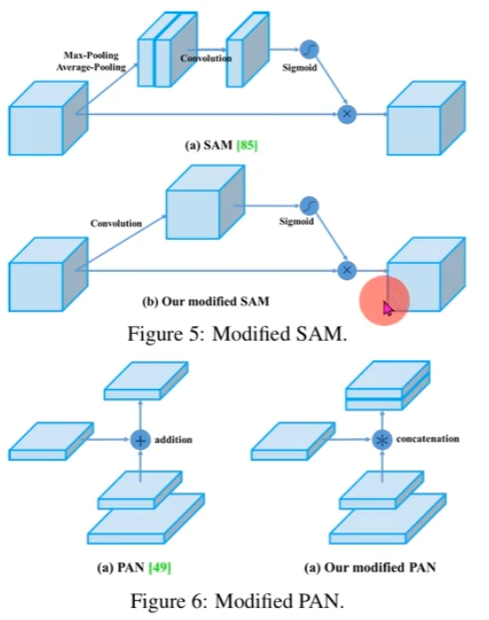 Max-Pooling
Average-Pooling
Convolution
Sigmoid
(a) SAM [85]
Convolution
Sigmoid
(b) Our modified SAM
Figure 5: Modified SAM.
addition
concatenation
(a) PAN [49]
(a) Our modified PAN
Figure 6: Modified PAN.